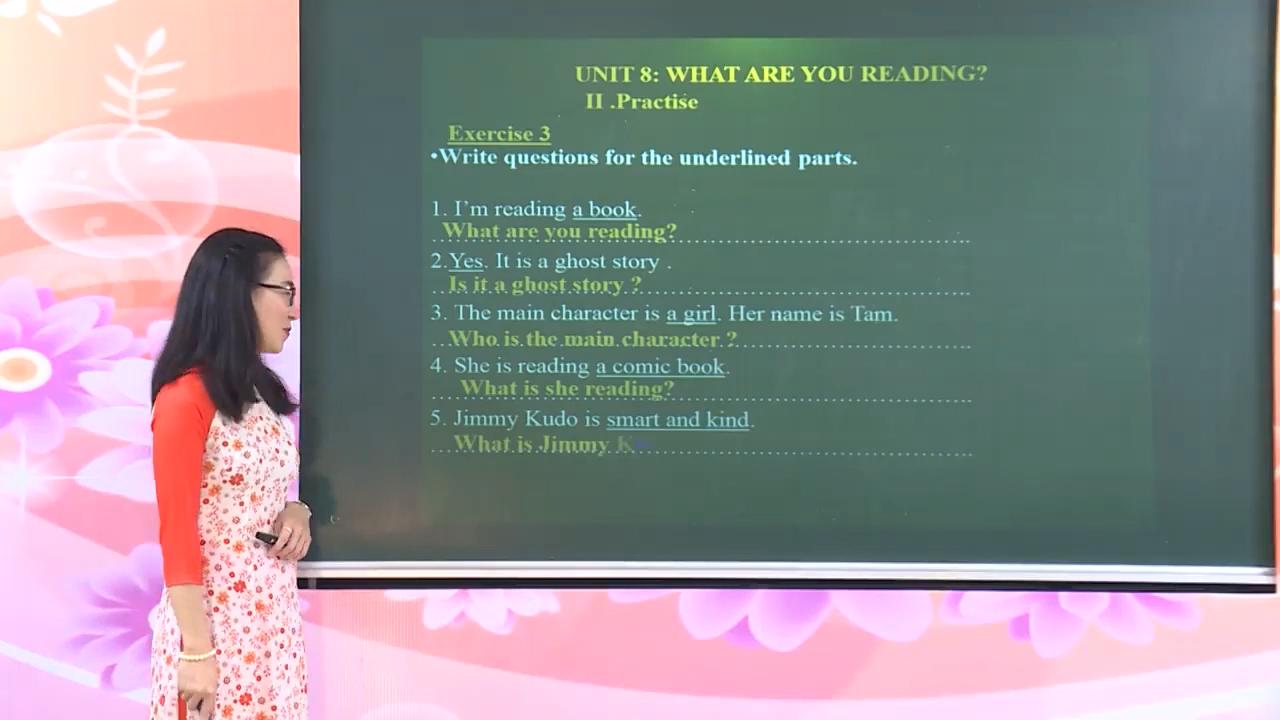 UNIT 8: WHAT ARE YOU READING?
II .Practise
Exercise 3
•Write questions for the underlined parts.
1. I'm reading a book.
What are you reading?
2.Yes. It is a ghost story .
Is it a ghost story ?
3. The main character is a girl. Her name is Tam.
Who is the main character ?
4. She is reading a comic book.
What is she reading?
5. Jimmy Kudo is smart and kind.
What is Jimmy